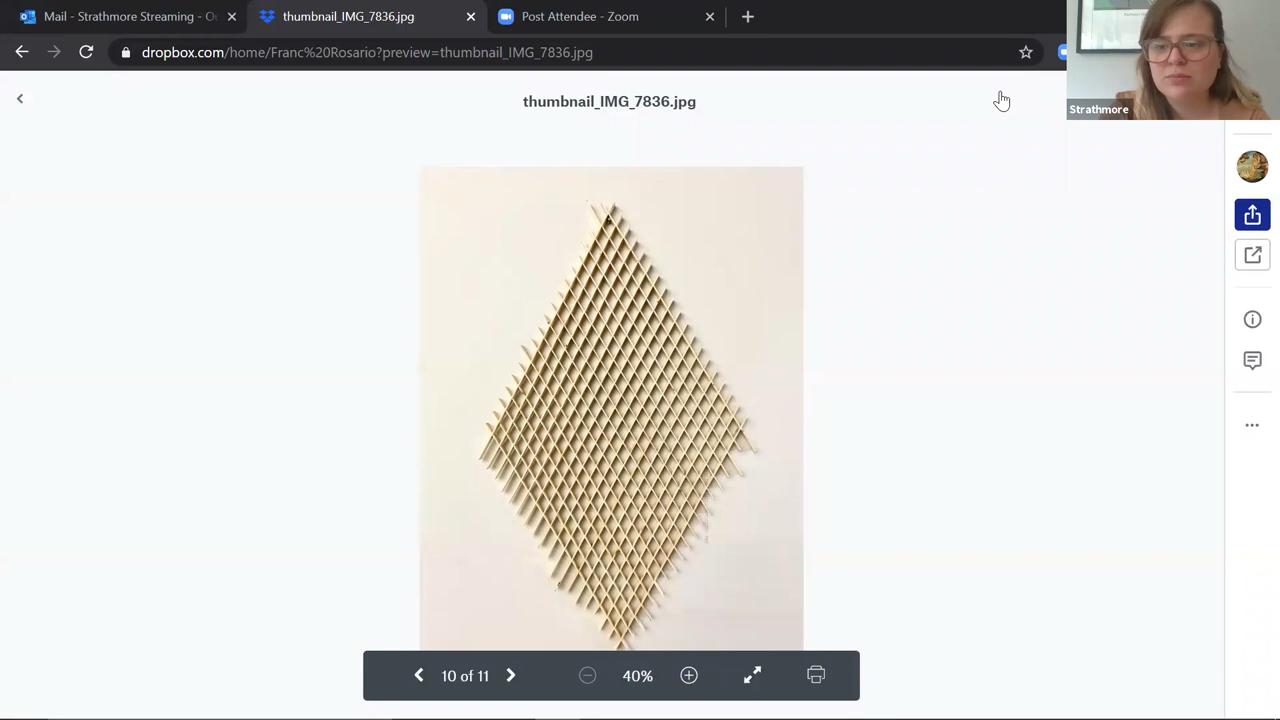 Mail - Strathmore Streaming - O
thumbnail_IMG_7836.jpg
Post Attendee - Zoom
dropbox.com/home/Franc%20Rosario?preview=thumbnail_IMG_7836.jpg
thumbnail_IMG_7836.jpg
Strathmore
10 of 11
40%